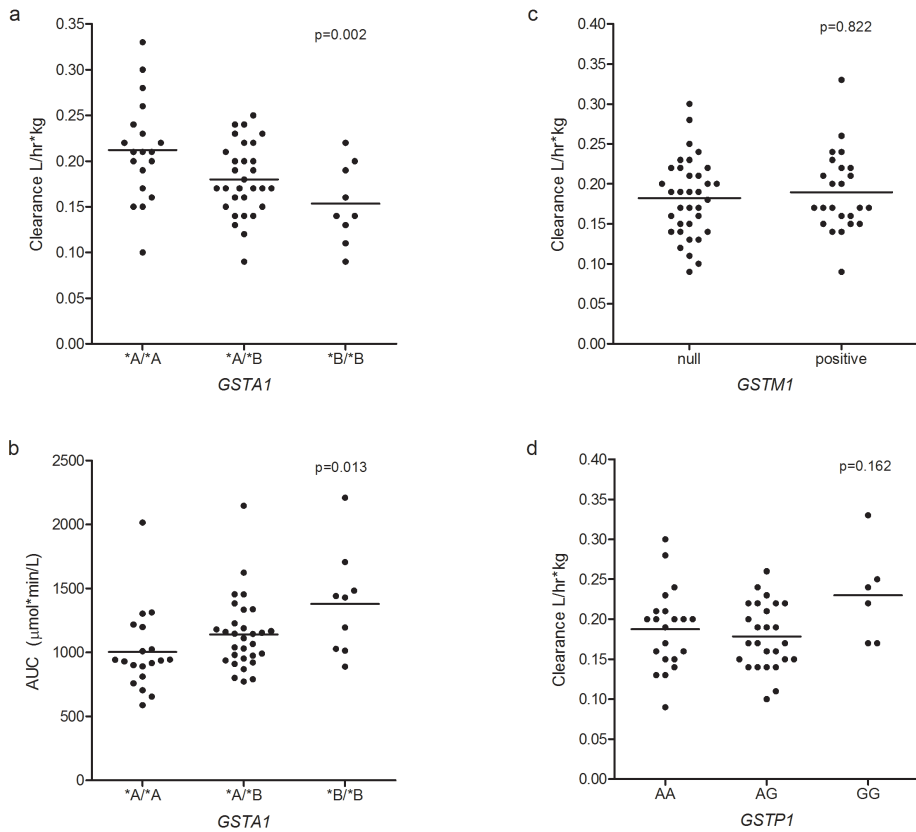 a
p=0.002
0.35
0.30
0.25
0.20
0.15
0.10
0.05
0.00
Clearance L/hr*kg
*A/*A *A/*B *B/*B
GSTA1
c
p=0.822
0.40
0.35
0.30
0.25
0.20
0.15
0.10
0.05
0.00
Clearance L/hr*kg
null positive
GSTM1
b
p=0.013
2500
2000
1500
1000
500
0
AUC (μmol*min/L)
*A/*A *A/*B *B/*B
GSTA1
d
p=0.162
0.40
0.35
0.30
0.25
0.20
0.15
0.10
0.05
0.00
Clearance L/hr*kg
AA AG GG
GSTP1